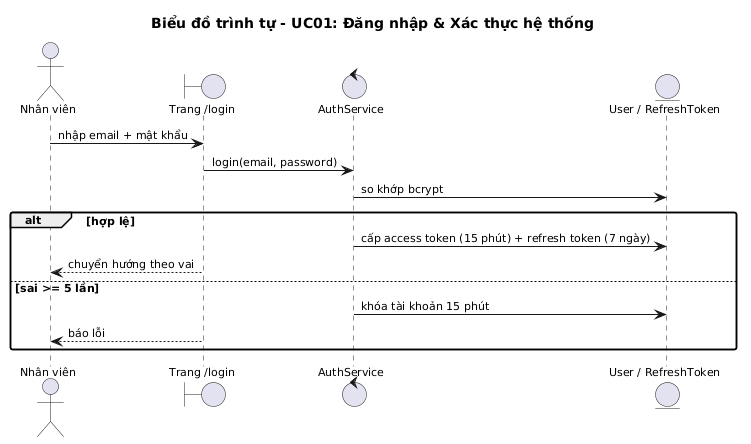 Biểu đồ trình tự - UC01: Đăng nhập & Xác thực hệ thống
Nhân viên
Trang /login
AuthService
User / RefreshToken
nhập email + mật khẩu
login(email, password)
so khớp bcrypt
alt
[hợp lệ]
cấp access token (15 phút) + refresh token (7 ngày)
chuyển hướng theo vai
[sai >= 5 lần]
khóa tài khoản 15 phút
báo lỗi
Nhân viên
Trang /login
AuthService
User / RefreshToken